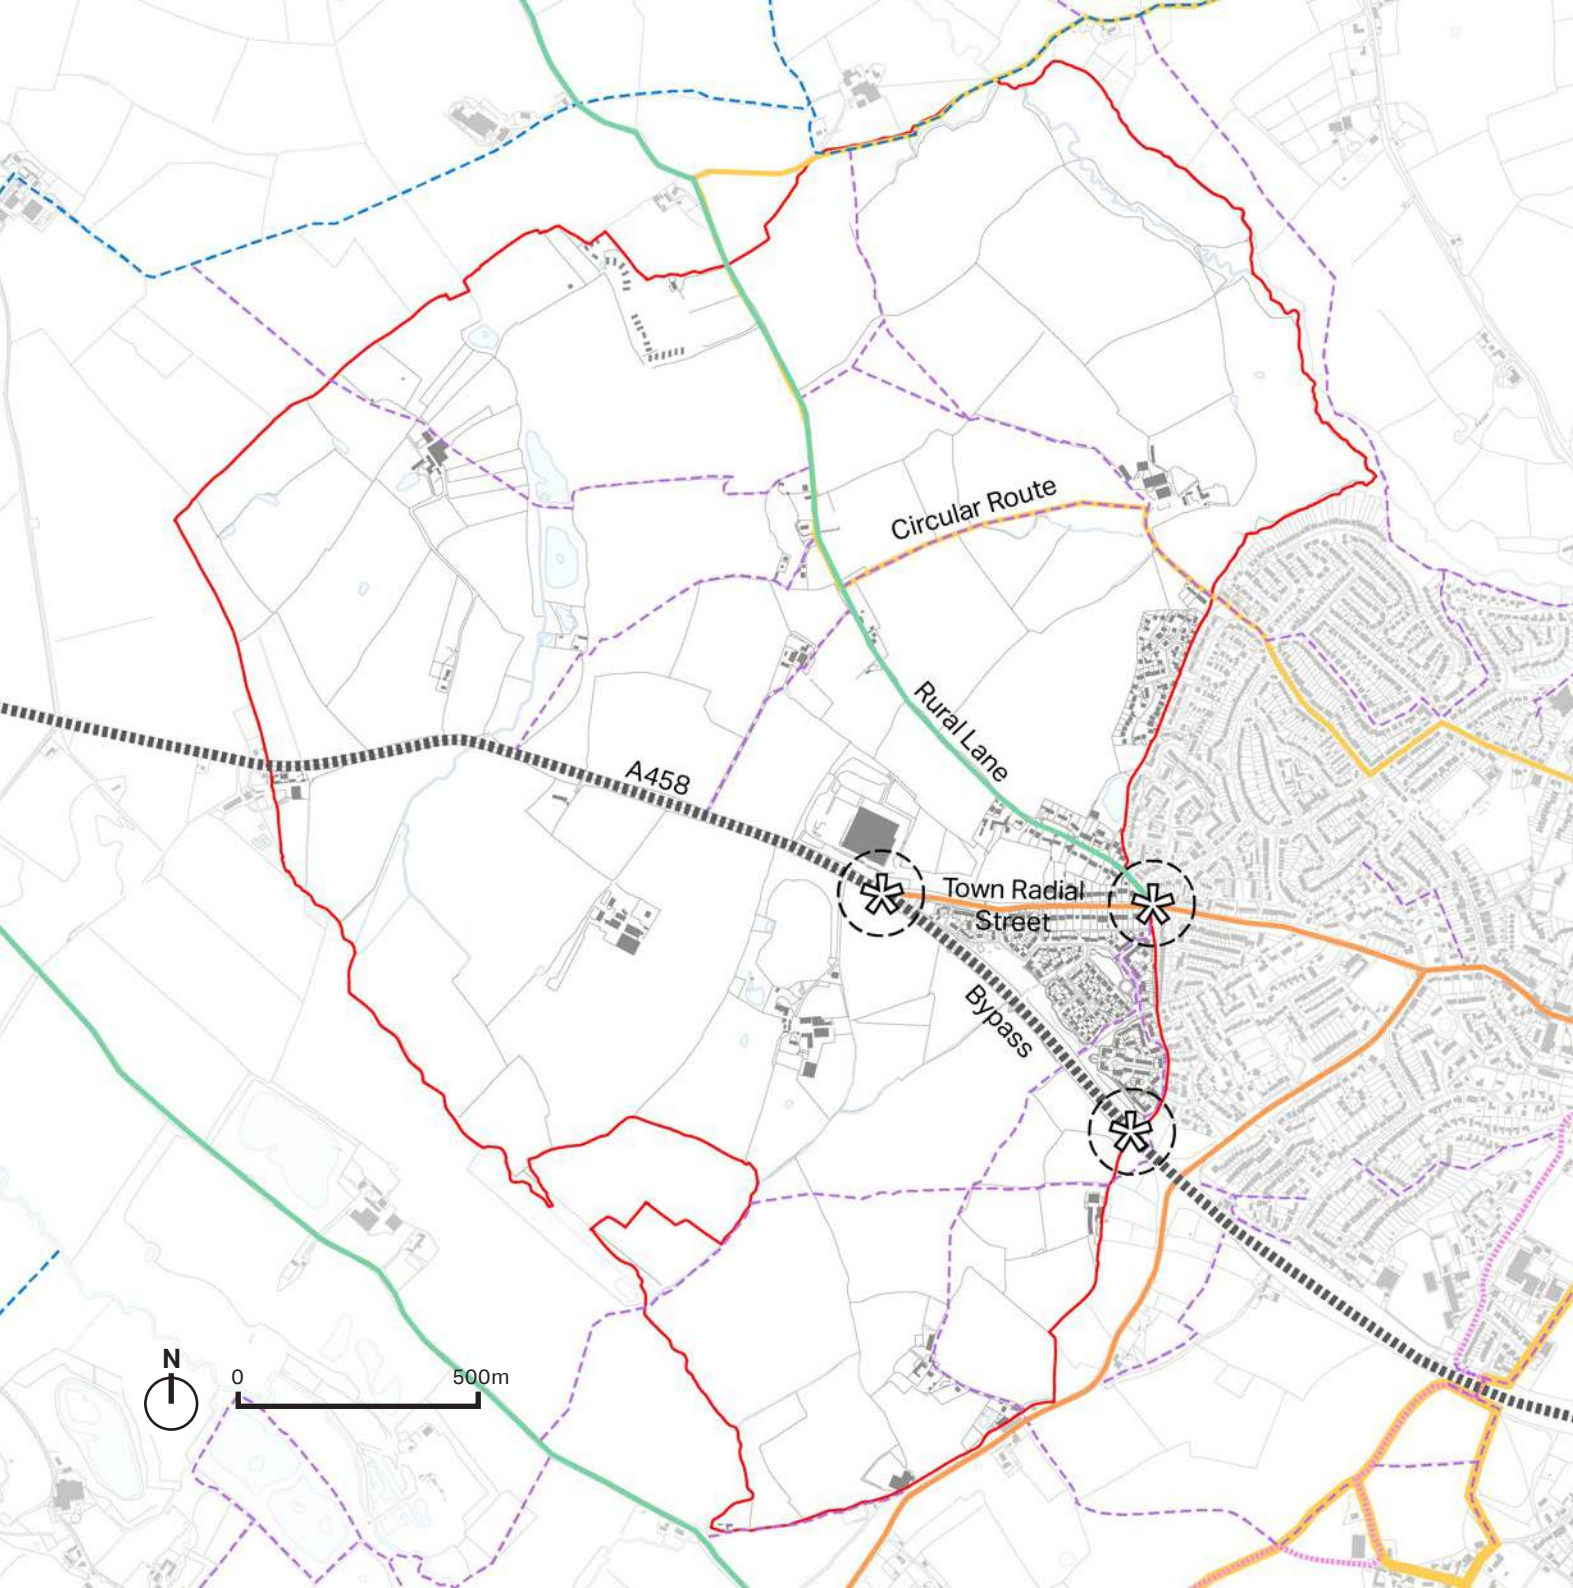 Circular Route
Rural Lane
A458
Town Radial
Street
Bypass
N
0
500m